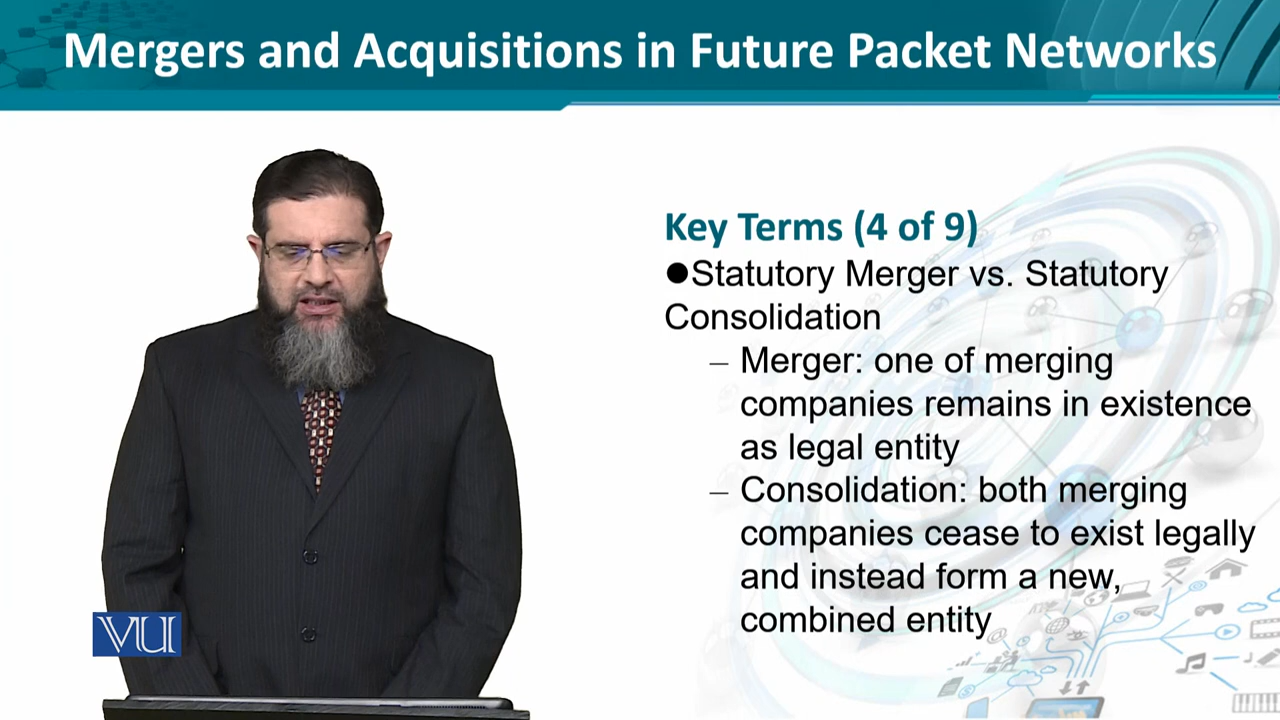 Mergers and Acquisitions in Future Packet Networks
Key Terms (4 of 9)
●Statutory Merger vs. Statutory
Consolidation
– Merger: one of merging
companies remains in existence
as legal entity
– Consolidation: both merging
companies cease to exist legally
and instead form a new,
combined entity
VU